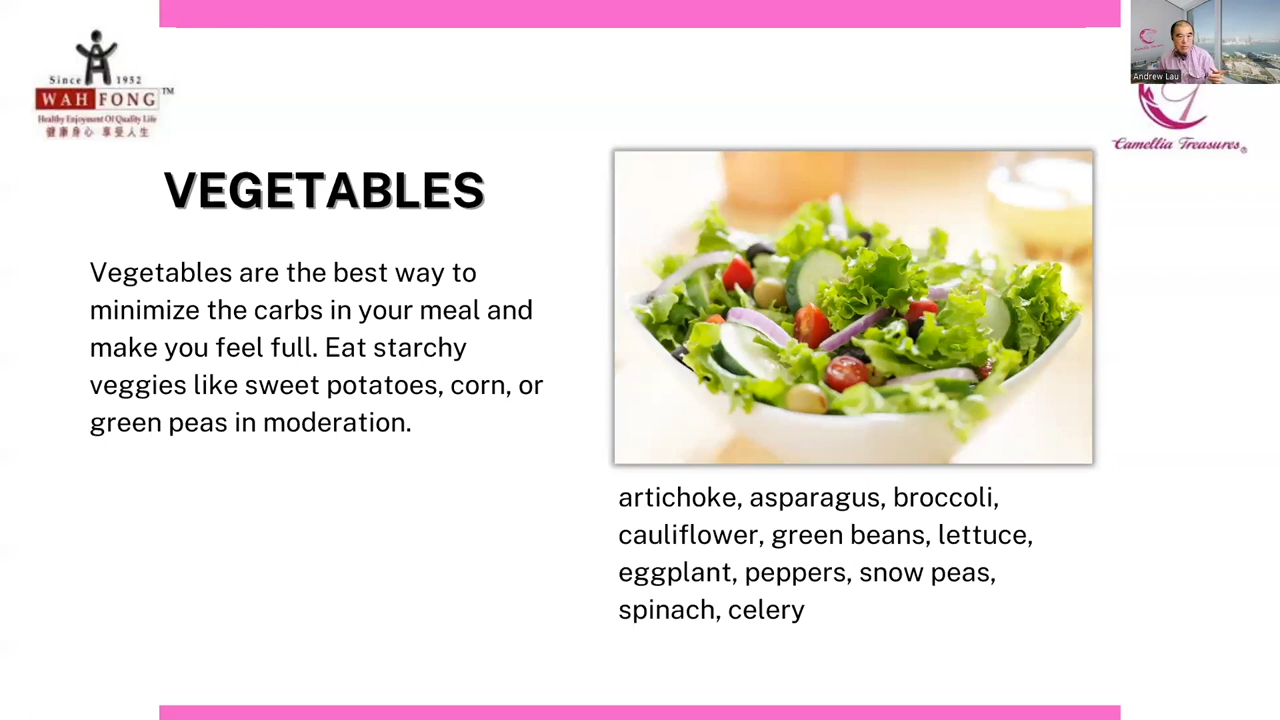 Since 1952
WAH FONG TM
Healthy Enjoyment Of Quality Life
健康身心 享受人生
Andrew Lau
Camellia Treasures®
VEGETABLES
Vegetables are the best way to
minimize the carbs in your meal and
make you feel full. Eat starchy
veggies like sweet potatoes, corn, or
green peas in moderation.
artichoke, asparagus, broccoli,
cauliflower, green beans, lettuce,
eggplant, peppers, snow peas,
spinach, celery